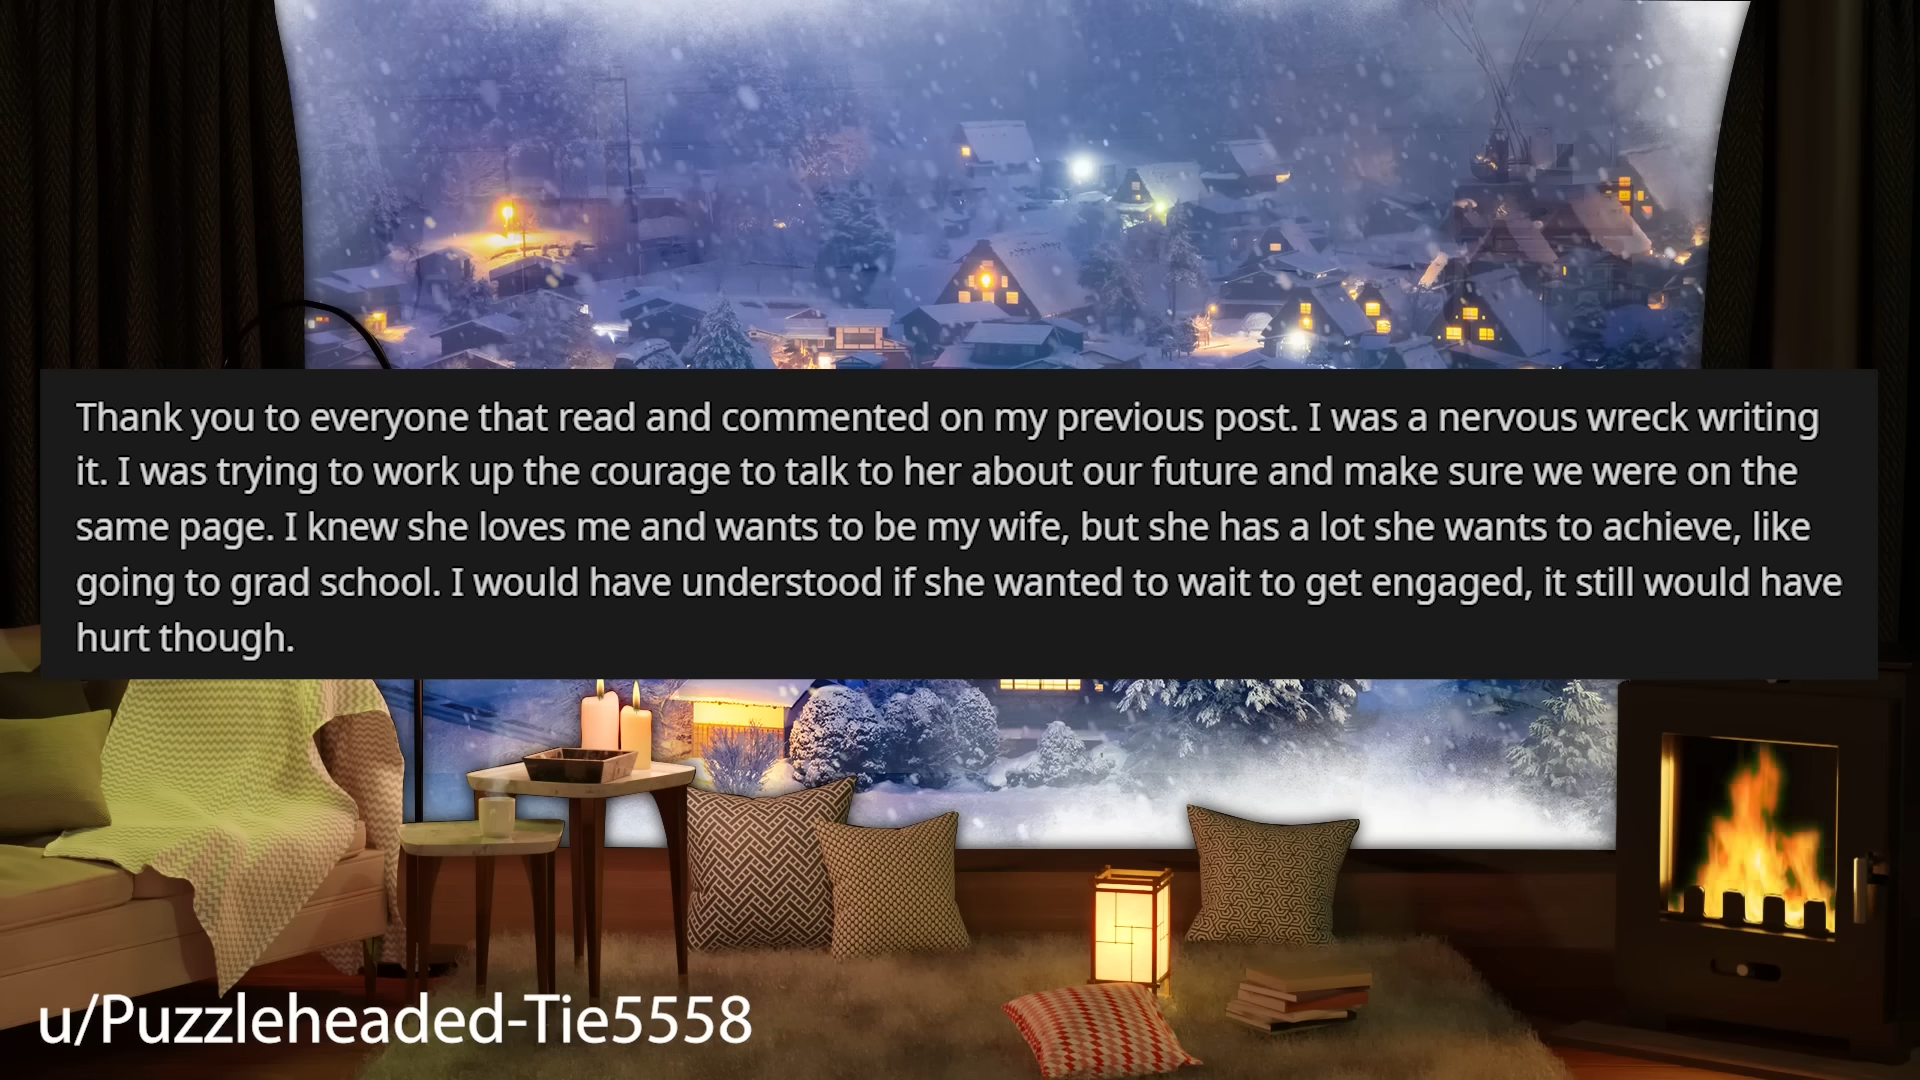 Thank you to everyone that read and commented on my previous post. I was a nervous wreck writing
it. I was trying to work up the courage to talk to her about our future and make sure we were on the
same page. I knew she loves me and wants to be my wife, but she has a lot she wants to achieve, like
going to grad school. I would have understood if she wanted to wait to get engaged, it still would have
hurt though.
u/Puzzleheaded-Tie5558